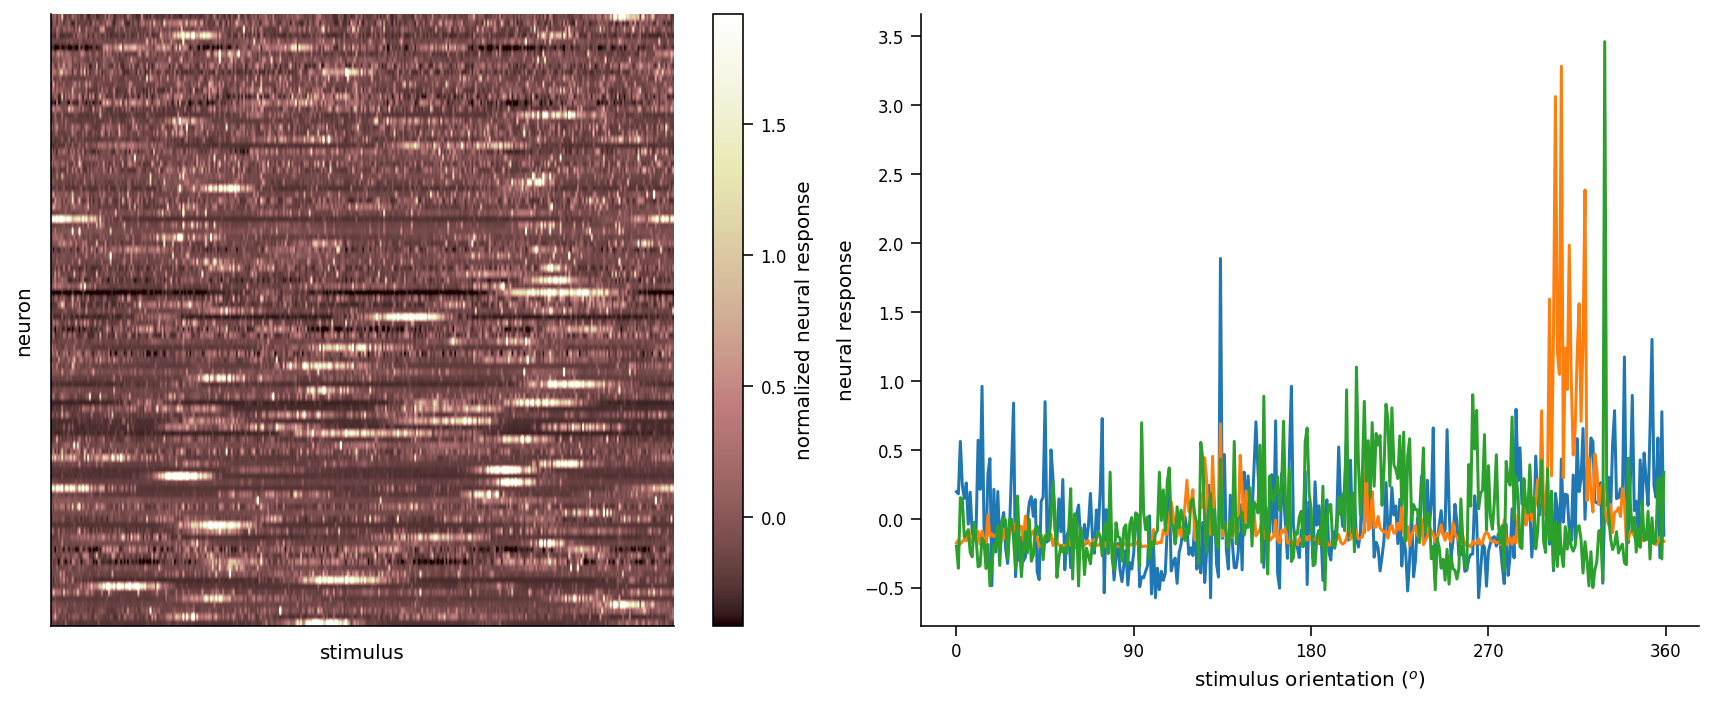 neuron
stimulus
1.5
1.0
0.5
0.0
normalized neural response
neural response
3.5
3.0
2.5
2.0
1.5
1.0
0.5
0.0
−0.5
0 90 180 270 360
stimulus orientation (o)